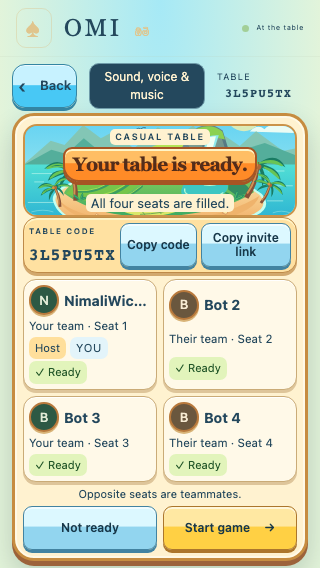 OMI
At the table
Back
Sound, voice &
music
TABLE
3L5PU5TX
CASUAL TABLE
Your table is ready.
All four seats are filled.
TABLE CODE
3L5PU5TX
Copy code
Copy invite
link
N
NimaliWic...
Your team · Seat 1
Host
YOU
✓ Ready
B
Bot 2
Their team · Seat 2
✓ Ready
B
Bot 3
Your team · Seat 3
✓ Ready
B
Bot 4
Their team · Seat 4
✓ Ready
Opposite seats are teammates.
Not ready
Start game →